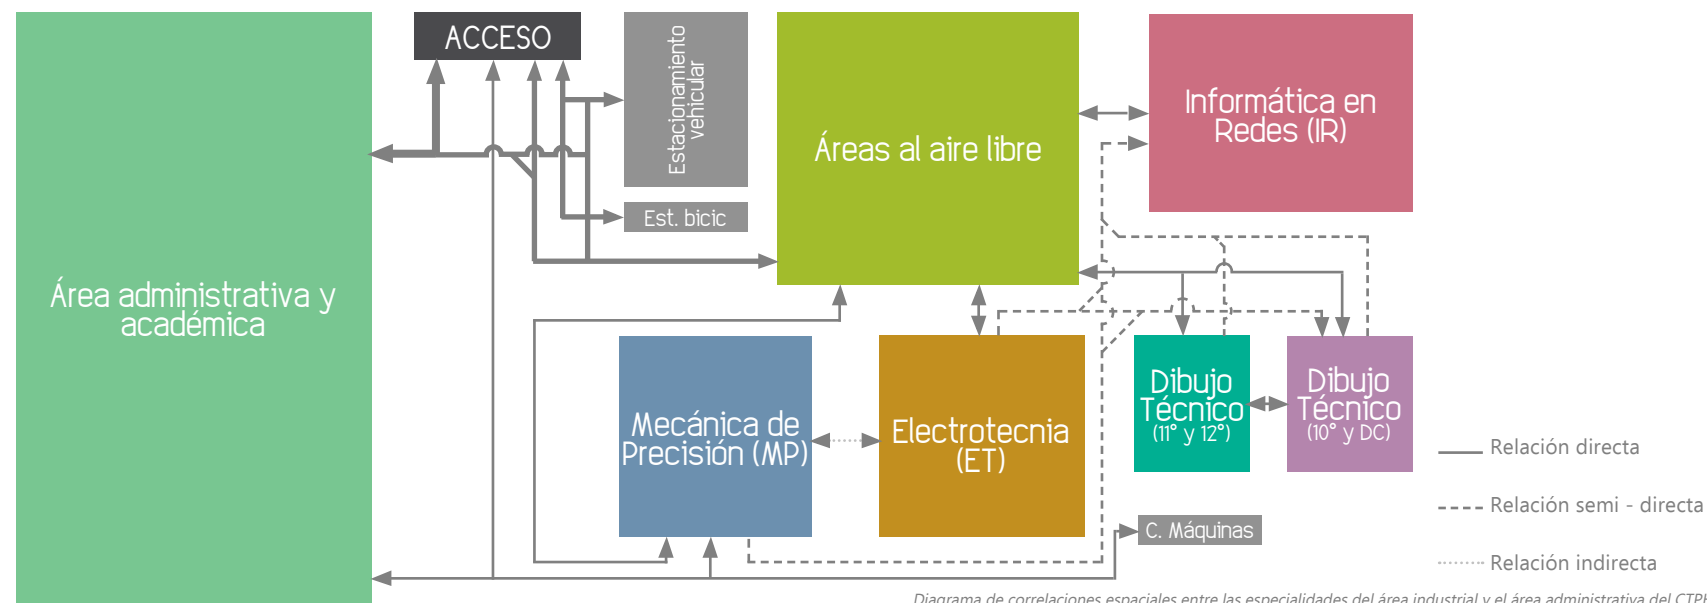 ACCESO
Estacionamiento
vehicular
Est. bicic
Áreas al aire libre
Informática en
Redes (IR)
Área administrativa y
académica
Mecánica de
Precisión (MP)
Electrotecnia
(ET)
Dibujo
Técnico
(11° y 12°)
Dibujo
Técnico
(10° y DC)
C. Máquinas
Relación directa
Relación semi - directa
Relación indirecta
Diagrama de correlaciones espaciales entre las especialidades del área industrial y el área administrativa del